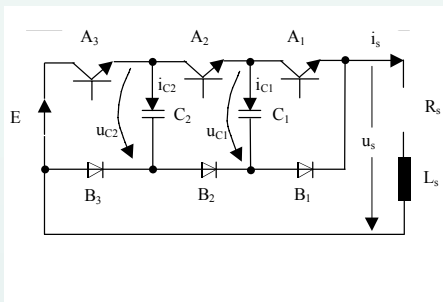 A3 A2 A1 is
iC2 iC1
Rs
E C2 C1
uC2 uC1 us
Ls
B3 B2 B1